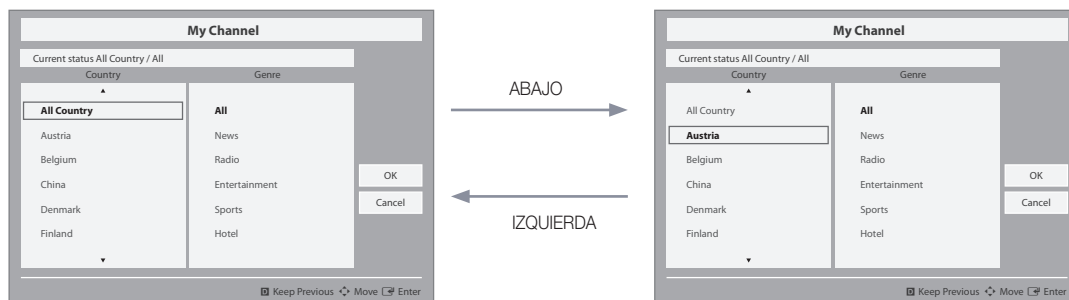 My Channel
Current status All Country / All
Country Genre
All Country All
Austria News
Belgium Radio
China Entertainment
Denmark Sports
Finland Hotel
OK
Cancel
Keep Previous Move Enter
ABAJO
IZQUIERDA
My Channel
Current status All Country / All
Country Genre
All Country All
Austria News
Belgium Radio
China Entertainment
Denmark Sports
Finland Hotel
OK
Cancel
Keep Previous Move Enter